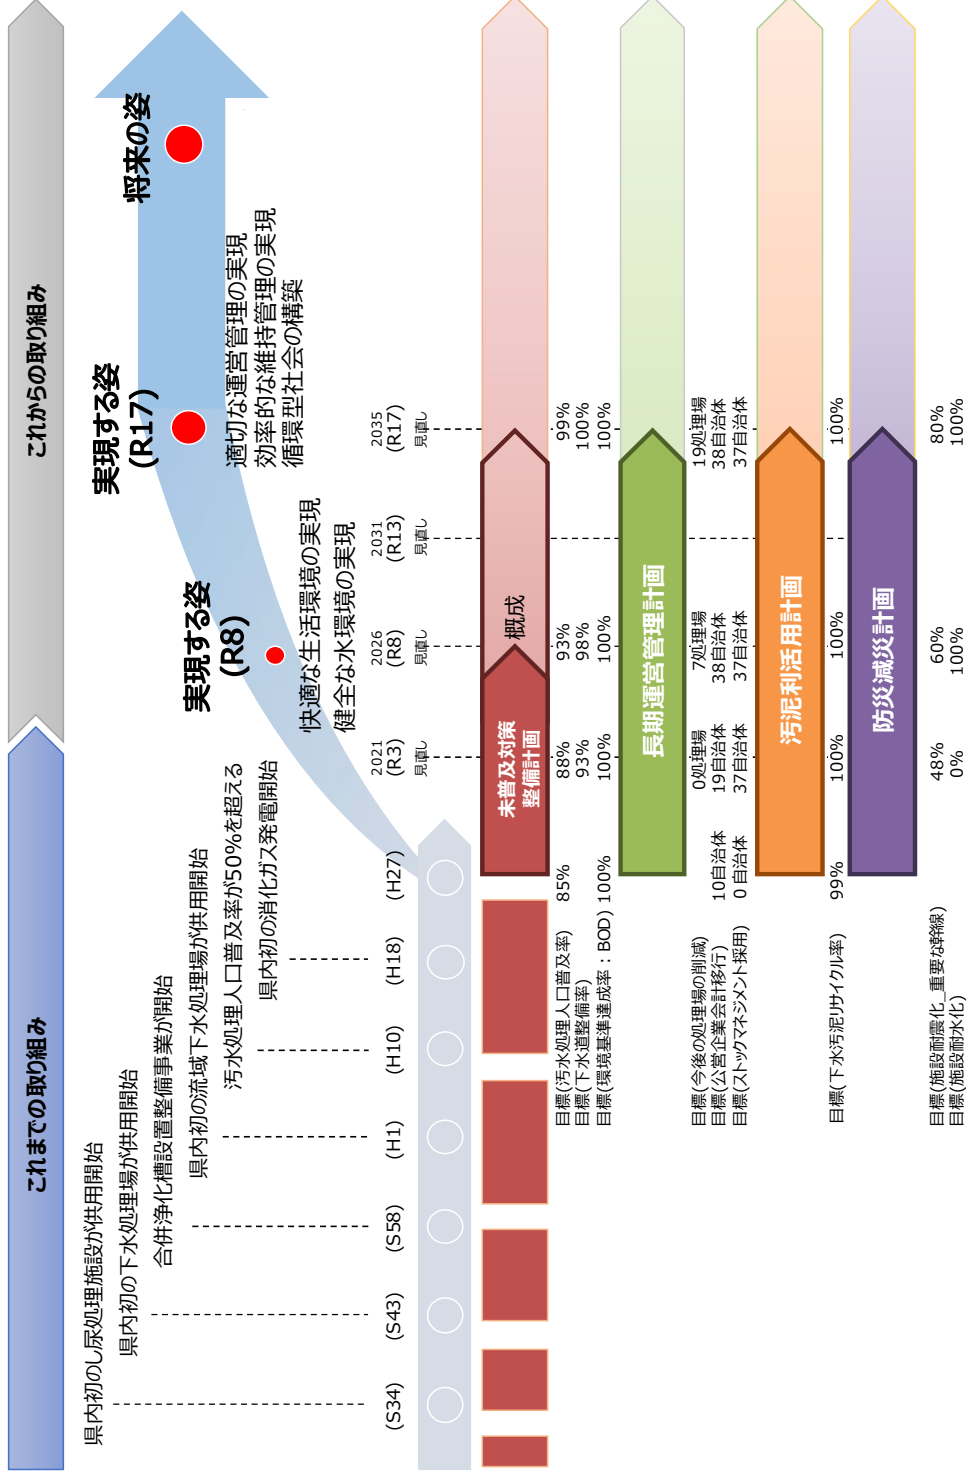 これまでの取り組み
これからの取り組み
県内初のし尿処理施設が供用開始
県内初の下水処理場が供用開始
合併浄化槽設置整備事業が開始
県内初の流域下水処理場が供用開始
汚水処理人口普及率が50%を超える
県内初の消化ガス発電開始
実現する姿
(R8)
実現する姿
(R17)
将来の姿
快適な生活環境の実現
健全な水環境の実現
適切な運営管理の実現
効率的な維持管理の実現
循環型社会の構築
(S34)
(S43)
(S58)
(H1)
(H10)
(H18)
(H27)
2021
(R3)
見直し
2026
(R8)
見直し
2031
(R13)
見直し
2035
(R17)
見直し
未普及対策
整備計画
概成
目標(汚水処理人口普及率) 85% 88% 93% 99%
目標(下水道整備率) 93% 98% 100%
目標(環境基準達成率：BOD) 100% 100% 100% 100%
長期運営管理計画
目標(今後の処理場の削減) 0処理場 7処理場 19処理場
目標(公営企業会計移行) 10自治体 19自治体 38自治体 38自治体
目標(ストックマネジメント採用) 0自治体 37自治体 37自治体 37自治体
汚泥利活用計画
目標(下水汚泥リサイクル率) 99% 100% 100% 100%
防災減災計画
目標(施設耐震化_重要な幹線) 48% 60% 80%
目標(施設耐水化) 0% 100% 100%